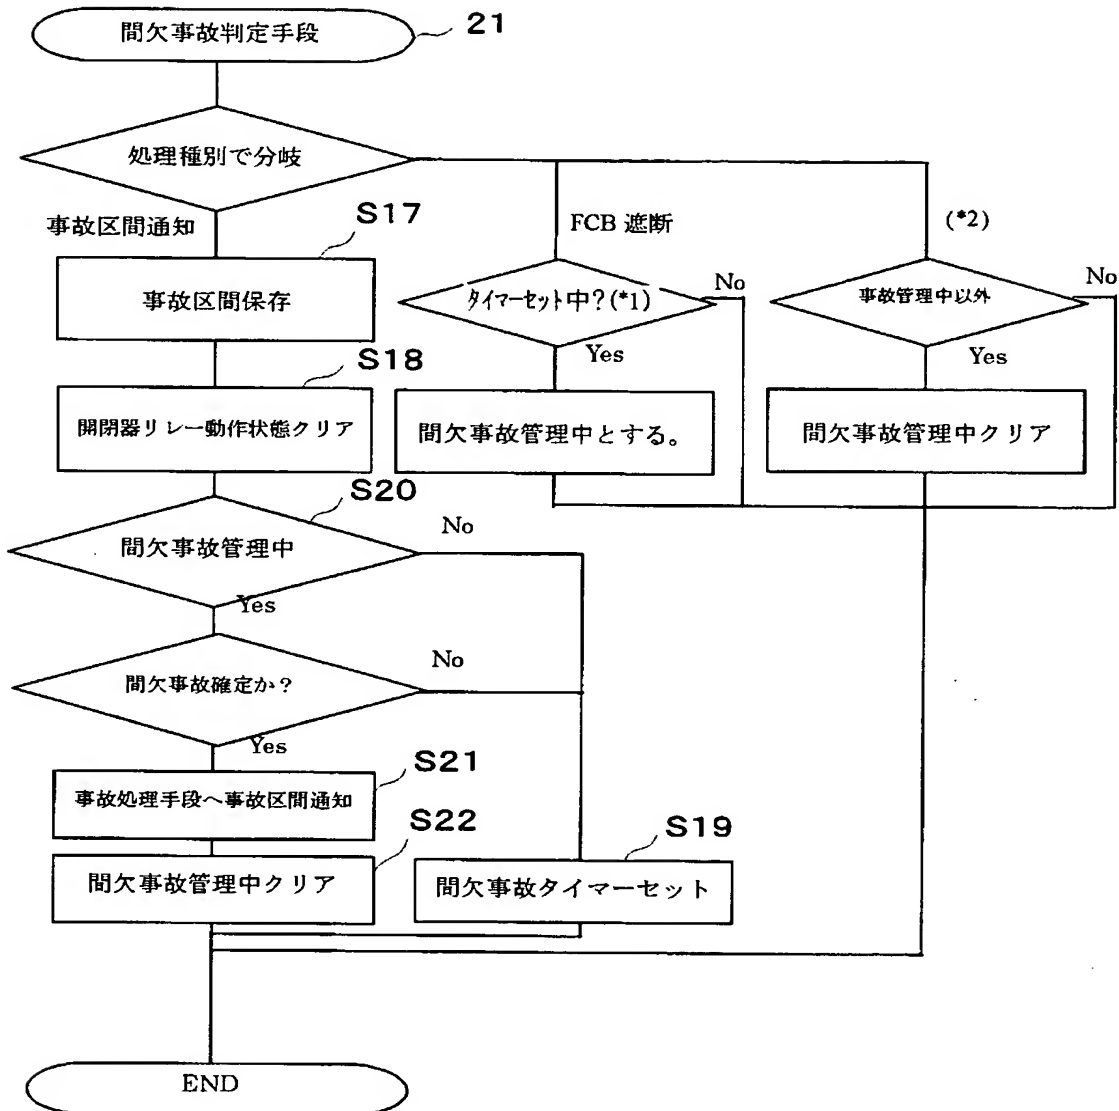 間欠事故判定手段
21
処理種別で分岐
事故区間通知
S17
FCB 遮断
(*2)
事故区間保存
タイマーセット中?(*1)
No
事故管理中以外
No
Yes
Yes
S18
開閉器リレー動作状態クリア
間欠事故管理中とする。
間欠事故管理中クリア
S20
間欠事故管理中
No
Yes
間欠事故確定か?
No
Yes
S21
事故処理手段へ事故区間通知
S22
S19
間欠事故管理中クリア
間欠事故タイマーセット
END